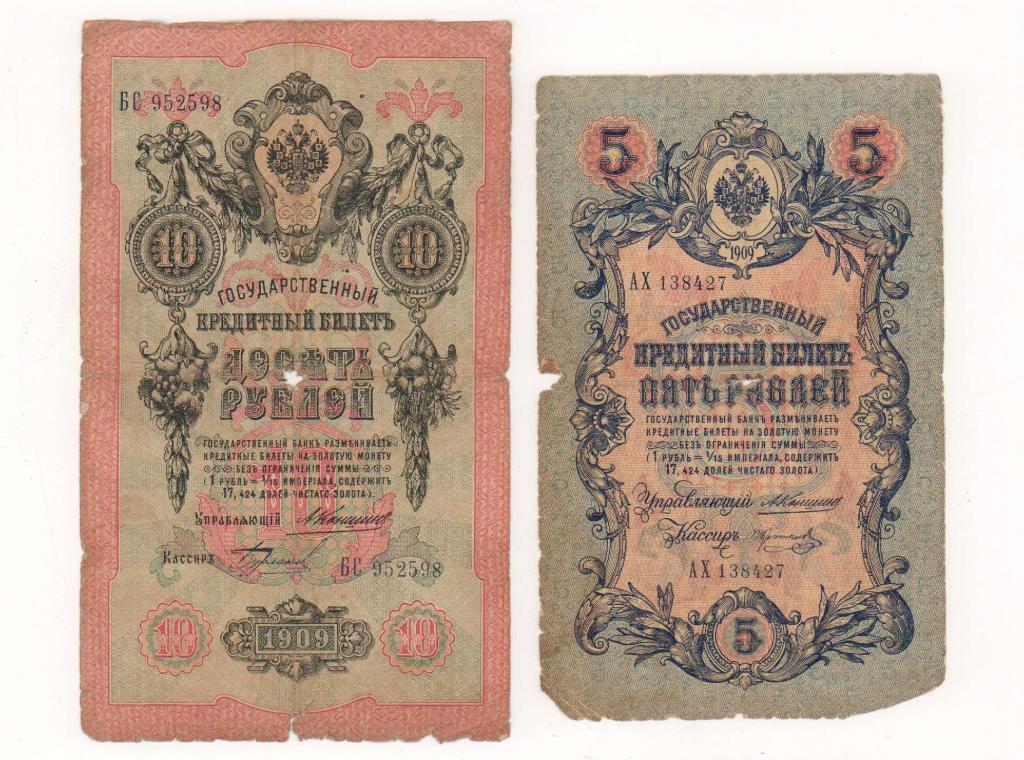 БС 952598
10 10
ГОСУДАРСТВЕННЫЙ
КРЕДИТНЫЙ БИЛЕТЪ
ДЕСЯТЬ
РУБЛЕЙ
ГОСУДАРСТВЕННЫЙ БАНКЪ РАЗМѢНИВАЕТЪ
КРЕДИТНЫЕ БИЛЕТЫ НА ЗОЛОТУЮ МОНЕТУ
БЕЗЪ ОГРАНИЧЕНІЯ СУММЫ
(1 РУБЛЬ = 1/15 ИМПЕРІАЛА, СОДЕРЖИТЪ
17,424 ДОЛЕЙ ЧИСТАГО ЗОЛОТА).
10
УПРАВЛЯЮЩІЙ
КАССИРЪ
БС 952598
10 1909 10
5 5
1909
АХ 138427
ГОСУДАРСТВЕННЫЙ
КРЕДИТНЫЙ БИЛЕТЪ
ПЯТЬ РУБЛЕЙ
ГОСУДАРСТВЕННЫЙ БАНКЪ РАЗМѢНИВАЕТЪ
КРЕДИТНЫЕ БИЛЕТЫ НА ЗОЛОТУЮ МОНЕТУ
БЕЗЪ ОГРАНИЧЕНІЯ СУММЫ
(1 РУБЛЬ = 1/15 ИМПЕРІАЛА, СОДЕРЖИТЪ
17,424 ДОЛЕЙ ЧИСТАГО ЗОЛОТА).
Управляющій
Кассиръ
АХ 138427
5